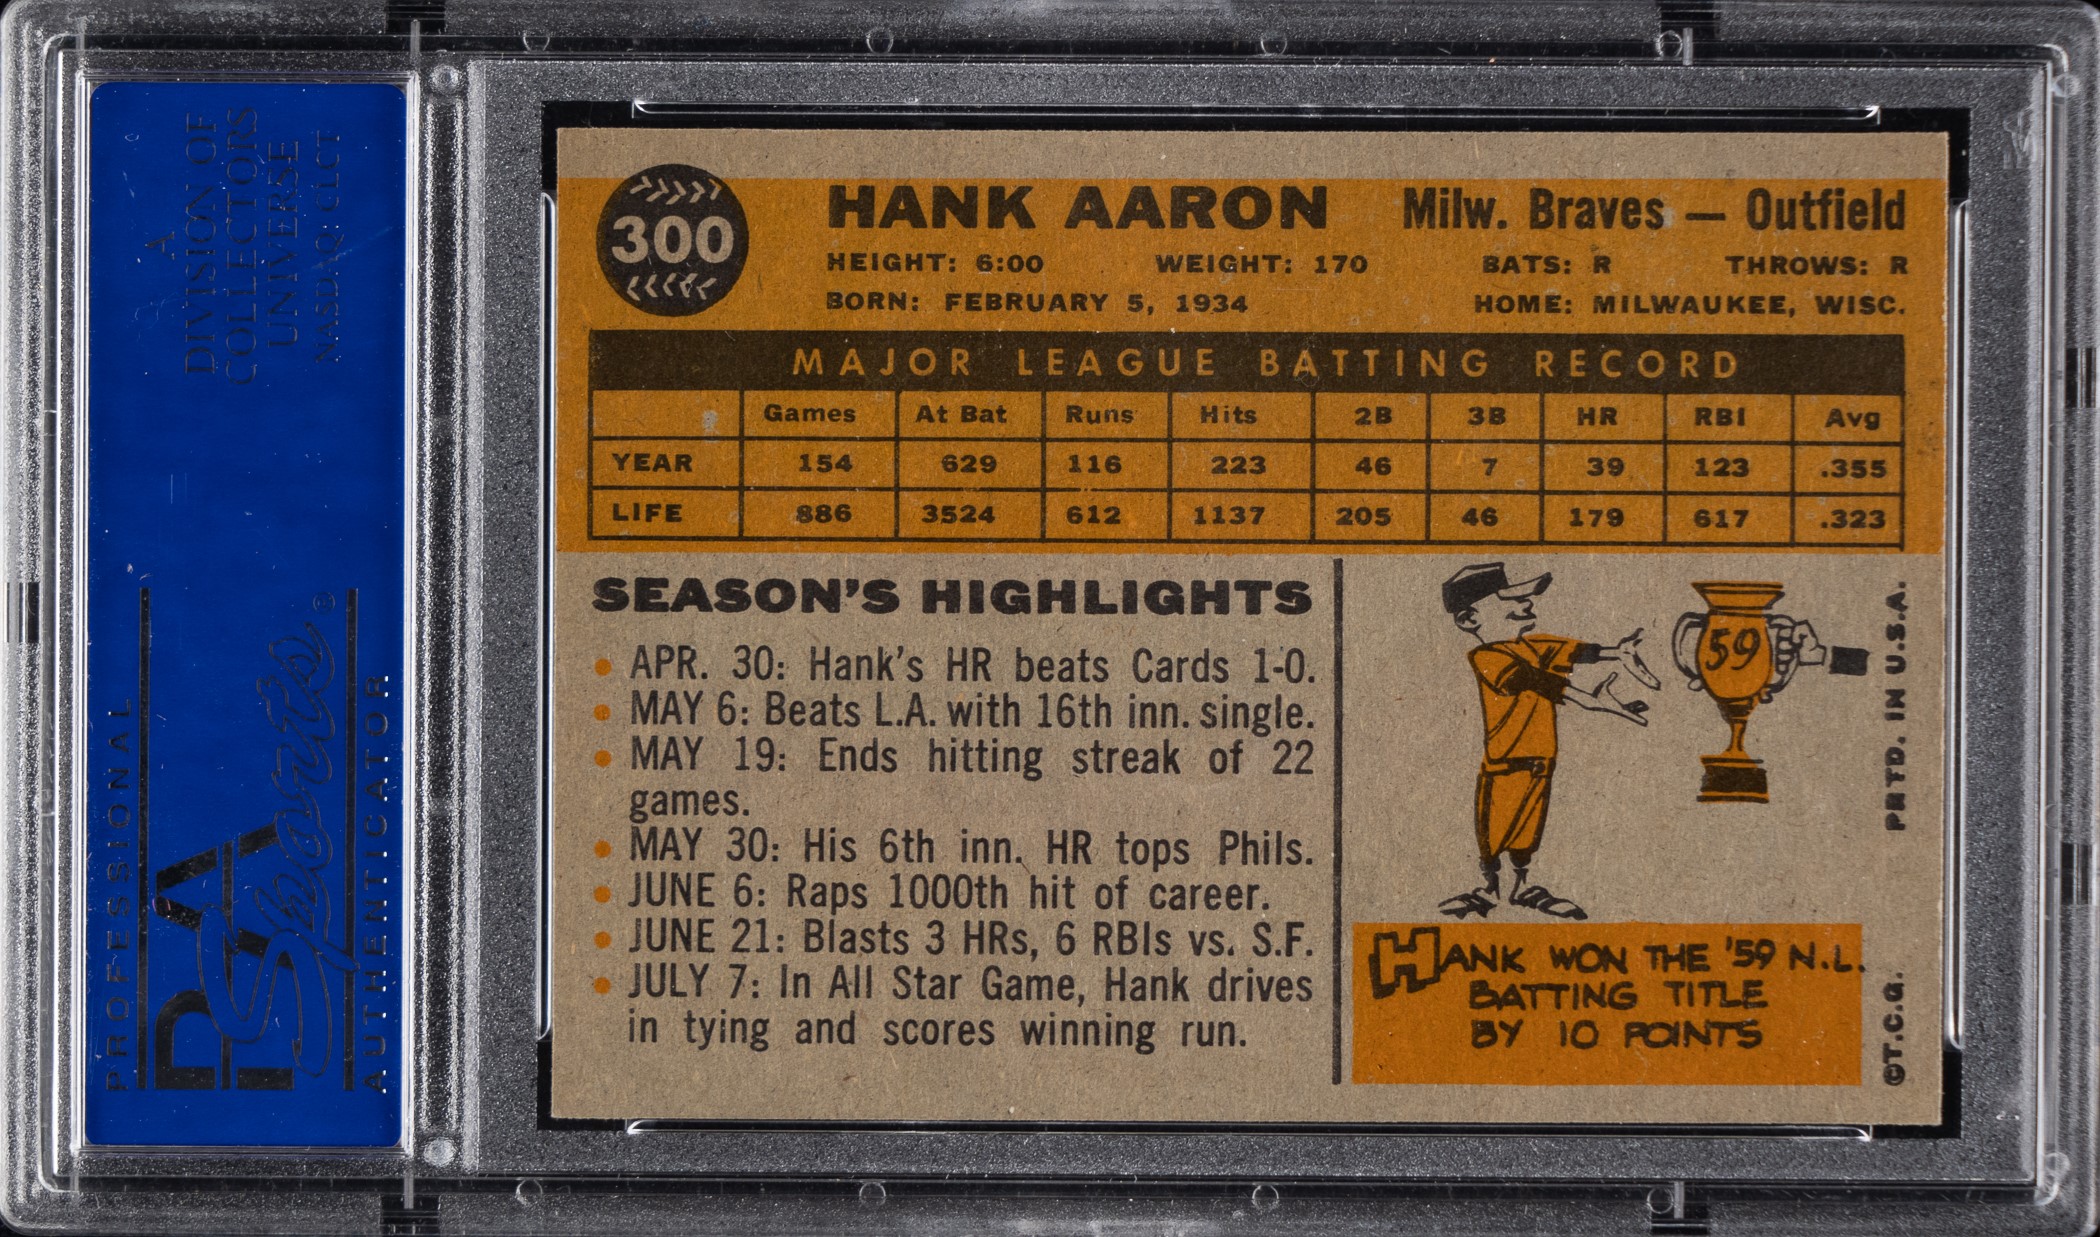 A
DIVISION OF
COLLECTORS
UNIVERSE
NASDAQ: CLCT
PROFESSIONAL
PSA
Sports®
AUTHENTICATOR
300
HANK AARON
Milw. Braves — Outfield
HEIGHT: 6:00 WEIGHT: 170 BATS: R THROWS: R
BORN: FEBRUARY 5, 1934 HOME: MILWAUKEE, WISC.
MAJOR LEAGUE BATTING RECORD
Games At Bat Runs Hits 2B 3B HR RBI Avg
YEAR 154 629 116 223 46 7 39 123 .355
LIFE 886 3524 612 1137 205 46 179 617 .323
SEASON'S HIGHLIGHTS
• APR. 30: Hank's HR beats Cards 1-0.
• MAY 6: Beats L.A. with 16th inn. single.
• MAY 19: Ends hitting streak of 22
games.
• MAY 30: His 6th inn. HR tops Phils.
• JUNE 6: Raps 1000th hit of career.
• JUNE 21: Blasts 3 HRs, 6 RBIs vs. S.F.
• JULY 7: In All Star Game, Hank drives
in tying and scores winning run.
59
HANK WON THE '59 N.L.
BATTING TITLE
BY 10 POINTS
©T.C.G. PRTD. IN U.S.A.